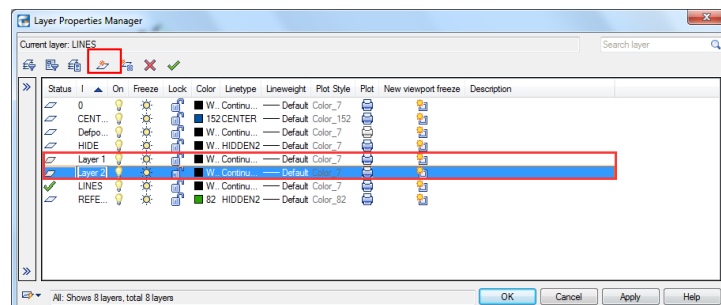 Layer Properties Manager
Current layer: LINES
Search layer
Status I On Freeze Lock Color Linetype Lineweight Plot Style Plot New viewport freeze Description
0 W.. Continu... Default Color_7
CENT... 152 CENTER Default Color_152
Defpo... W.. Continu... Default Color_7
HIDE W.. HIDDEN2 Default Color_7
Layer 1 W.. Continu... Default Color_7
Layer 2 W.. Continu... Default Color_7
LINES W.. Continu... Default Color_7
REFE... 82 HIDDEN2 Default Color_82
All: Shows 8 layers, total 8 layers
OK Cancel Apply Help